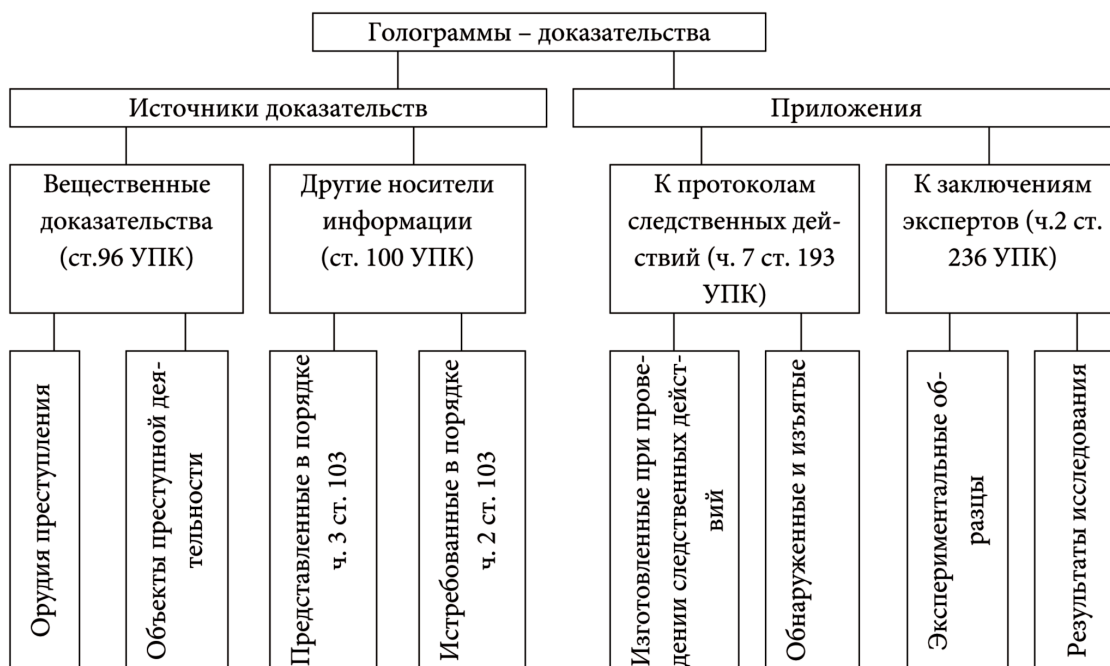 Голограммы – доказательства
Источники доказательств
Приложения
Вещественные
доказательства
(ст.96 УПК)
Другие носители
информации
(ст. 100 УПК)
К протоколам
следственных дей-
ствий (ч. 7 ст. 193
УПК)
К заключениям
экспертов (ч.2 ст.
236 УПК)
Орудия преступления
Объекты преступной дея-
тельности
Представленные в порядке
ч. 3 ст. 103
Истребованные в порядке
ч. 2 ст. 103
Изготовленные при прове-
дении следственных дейст-
вий
Обнаруженные и изъятые
Экспериментальные об-
разцы
Результаты исследования